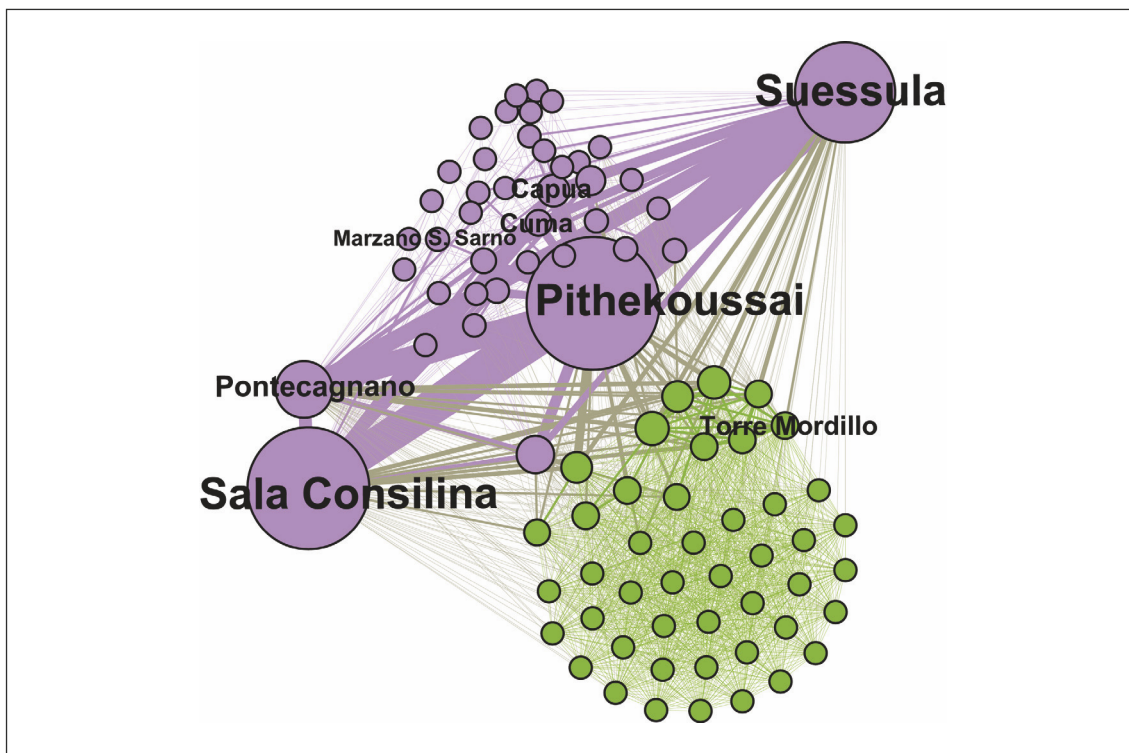 Suessula
Capua
Cuma
Marzano S. Sarno
Pithekoussai
Pontecagnano
Torre Mordillo
Sala Consilina